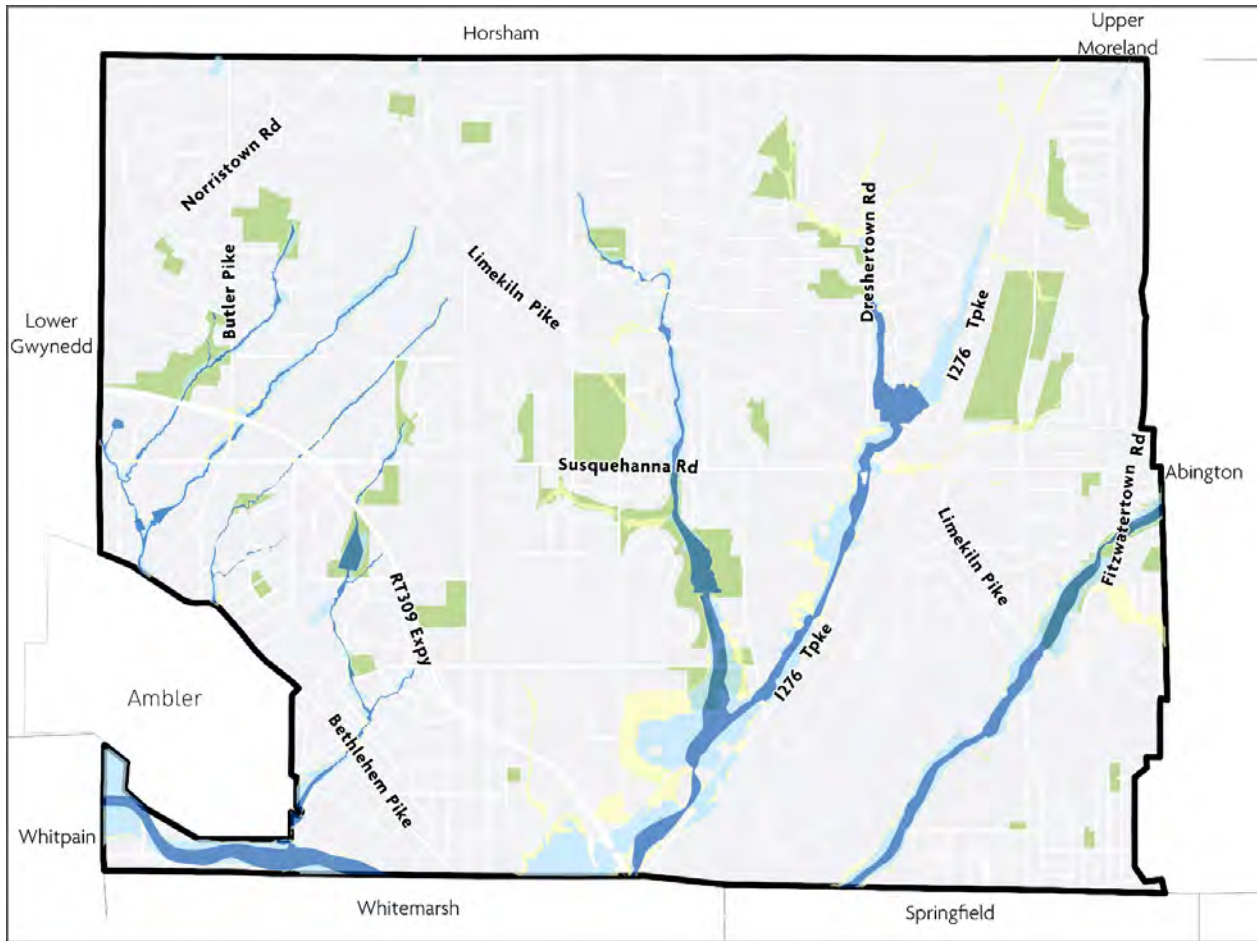 Horsham
Upper
Moreland
Norristown Rd
Butler Pike
Limekiln Pike
Dreshertown Rd
I276 Tpke
Lower
Gwynedd
Susquehanna Rd
Abington
Fitzwatertown Rd
Limekiln Pike
RT309 Expy
I276 Tpke
Ambler
Bethlehem Pike
Whitpain
Whitemarsh
Springfield